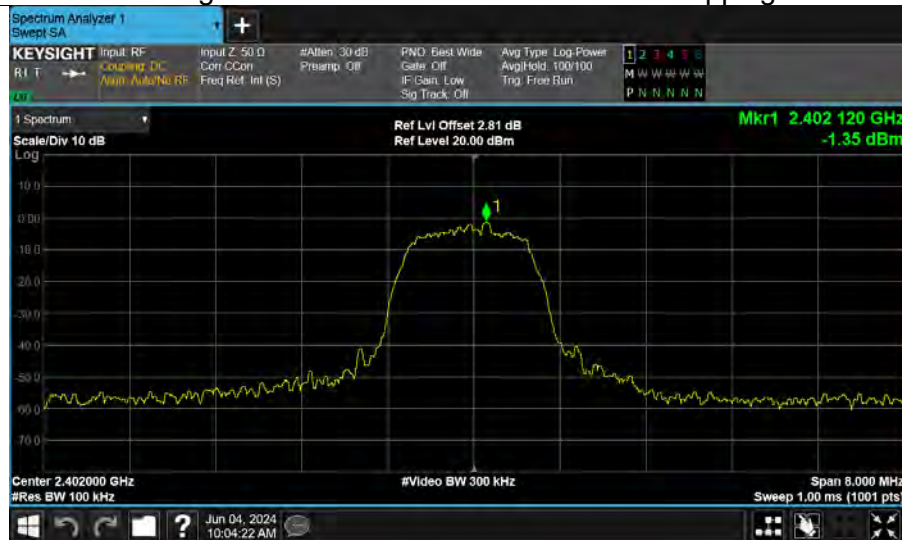 Spectrum Analyzer 1
Swept SA
+
KEYSIGHT
R L T
Input: RF
Coupling: DC
Align: Auto/No RF
Input Z: 50 Ω
Corr CCorr
Freq Ref: Int (S)
#Atten: 30 dB
Preamp: Off
PNO: Best Wide
Gate: Off
IF Gain: Low
Sig Track: Off
Avg Type: Log-Power
Avg|Hold: 100/100
Trig: Free Run
1 2 3 4 5 6
M W W W W W
P N N N N N
1 Spectrum
Scale/Div 10 dB
Ref Lvl Offset 2.81 dB
Ref Level 20.00 dBm
Mkr1 2.402 120 GHz
-1.35 dBm
Log
10.0
0.00
-10.0
-20.0
-30.0
-40.0
-50.0
-60.0
-70.0
1
Center 2.402000 GHz
#Res BW 100 kHz
#Video BW 300 kHz
Span 8.000 MHz
Sweep 1.00 ms (1001 pts)
?
Jun 04, 2024
10:04:22 AM